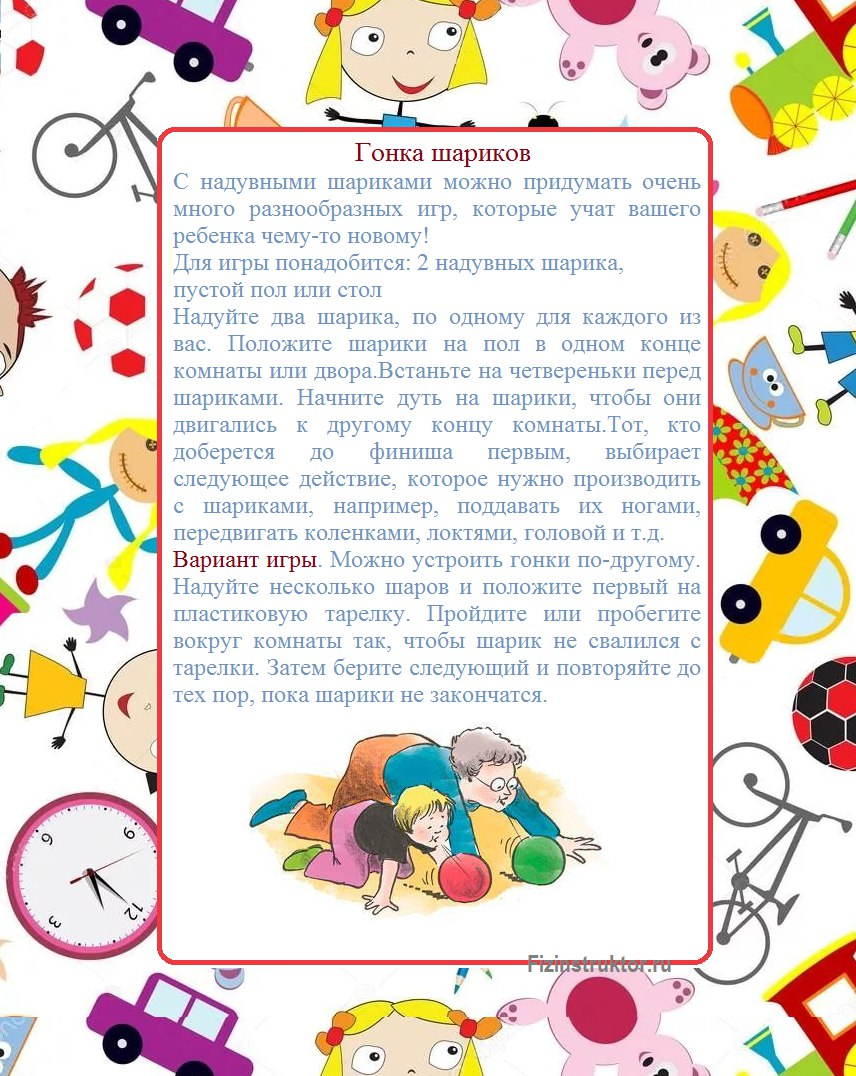 Гонка шариков
С надувными шариками можно придумать очень
много разнообразных игр, которые учат вашего
ребенка чему-то новому!
Для игры понадобится: 2 надувных шарика,
пустой пол или стол
Надуйте два шарика, по одному для каждого из
вас. Положите шарики на пол в одном конце
комнаты или двора.Встаньте на четвереньки перед
шариками. Начните дуть на шарики, чтобы они
двигались к другому концу комнаты.Тот, кто
доберется до финиша первым, выбирает
следующее действие, которое нужно производить
с шариками, например, поддавать их ногами,
передвигать коленками, локтями, головой и т.д.
Вариант игры. Можно устроить гонки по-другому.
Надуйте несколько шаров и положите первый на
пластиковую тарелку. Пройдите или пробегите
вокруг комнаты так, чтобы шарик не свалился с
тарелки. Затем берите следующий и повторяйте до
тех пор, пока шарики не закончатся.
9
6
12
3
Fiziustruktor.ru